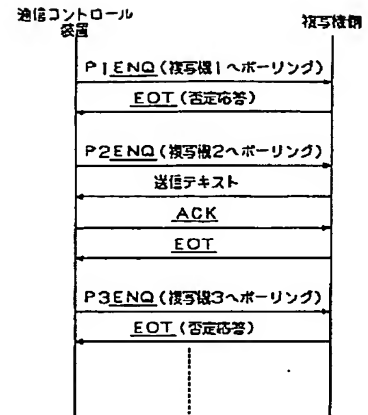 通信コントロール
装置
複写機側
P1ENQ(複写機1へポーリング)
EOT(否定応答)
P2ENQ(複写機2へポーリング)
送信テキスト
ACK
EOT
P3ENQ(複写機3へポーリング)
EOT(否定応答)